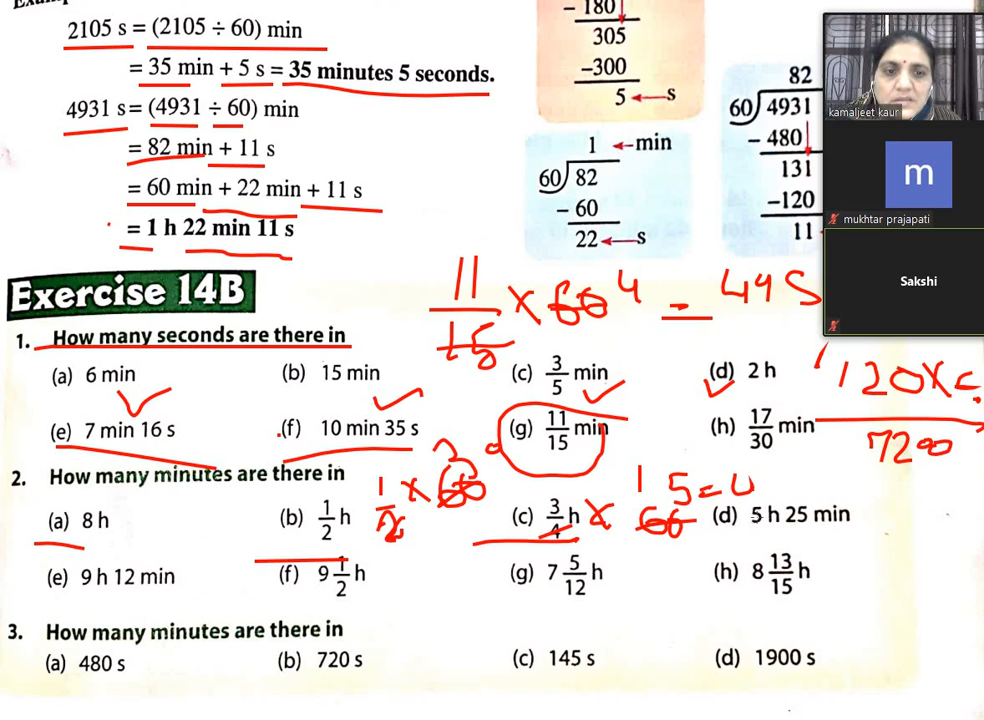 2105 s = (2105 ÷ 60) min
= 35 min + 5 s = 35 minutes 5 seconds.
4931 s = (4931 ÷ 60) min
= 82 min + 11 s
= 60 min + 22 min + 11 s
= 1 h 22 min 11 s
- 180
305
-300
5 ← s
1 ← min
60)82
- 60
22 ← s
82
60)4931
- 480
131
-120
11
kamaljeet kaur
m
mukhtar prajapati
Sakshi
Exercise 14B
11/15 × 60 4 = 44 S
1. How many seconds are there in
(a) 6 min (b) 15 min (c) 3/5 min (d) 2 h
120×
7200
(e) 7 min 16 s (f) 10 min 35 s (g) 11/15 min (h) 17/30 min
2. How many minutes are there in
1/2 × 60
× 60 15 =
(a) 8 h (b) 1/2 h (c) 3/4 h (d) 5 h 25 min
(e) 9 h 12 min (f) 9 1/2 h (g) 7 5/12 h (h) 8 13/15 h
3. How many minutes are there in
(a) 480 s (b) 720 s (c) 145 s (d) 1900 s